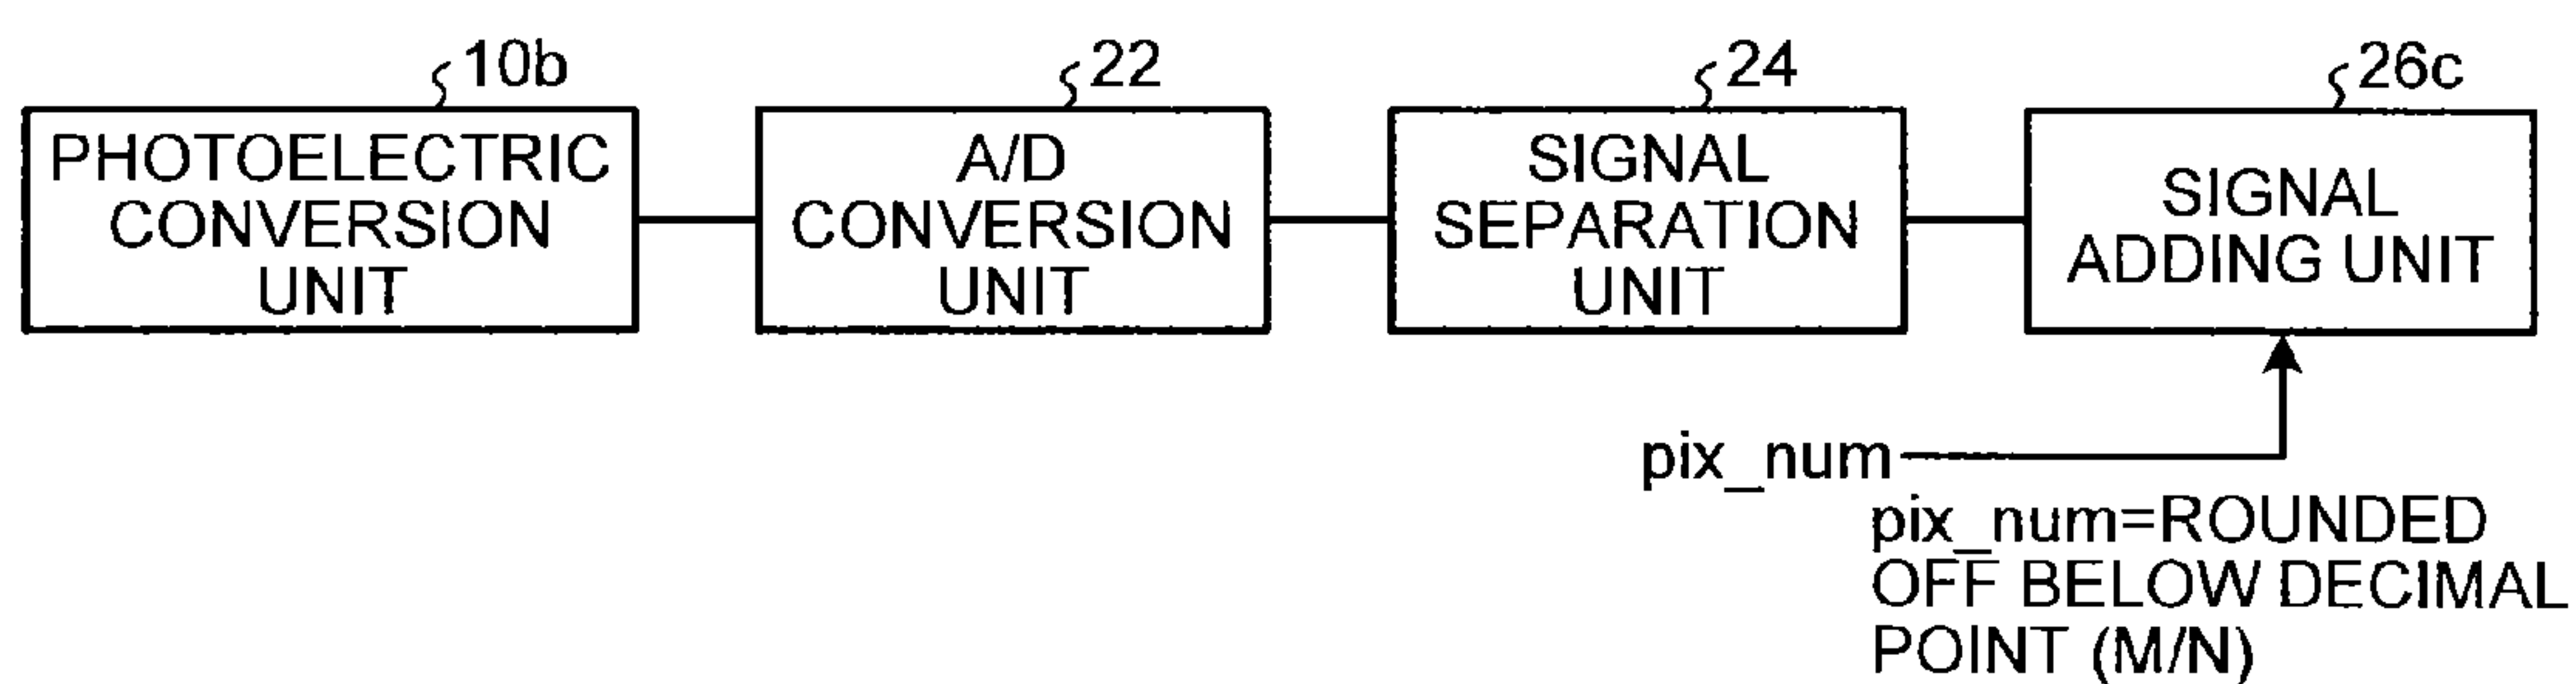 10b
22
24
26c
PHOTOELECTRIC
CONVERSION
UNIT
A/D
CONVERSION
UNIT
SIGNAL
SEPARATION
UNIT
SIGNAL
ADDING UNIT
pix_num
pix_num=ROUNDED
OFF BELOW DECIMAL
POINT (M/N)